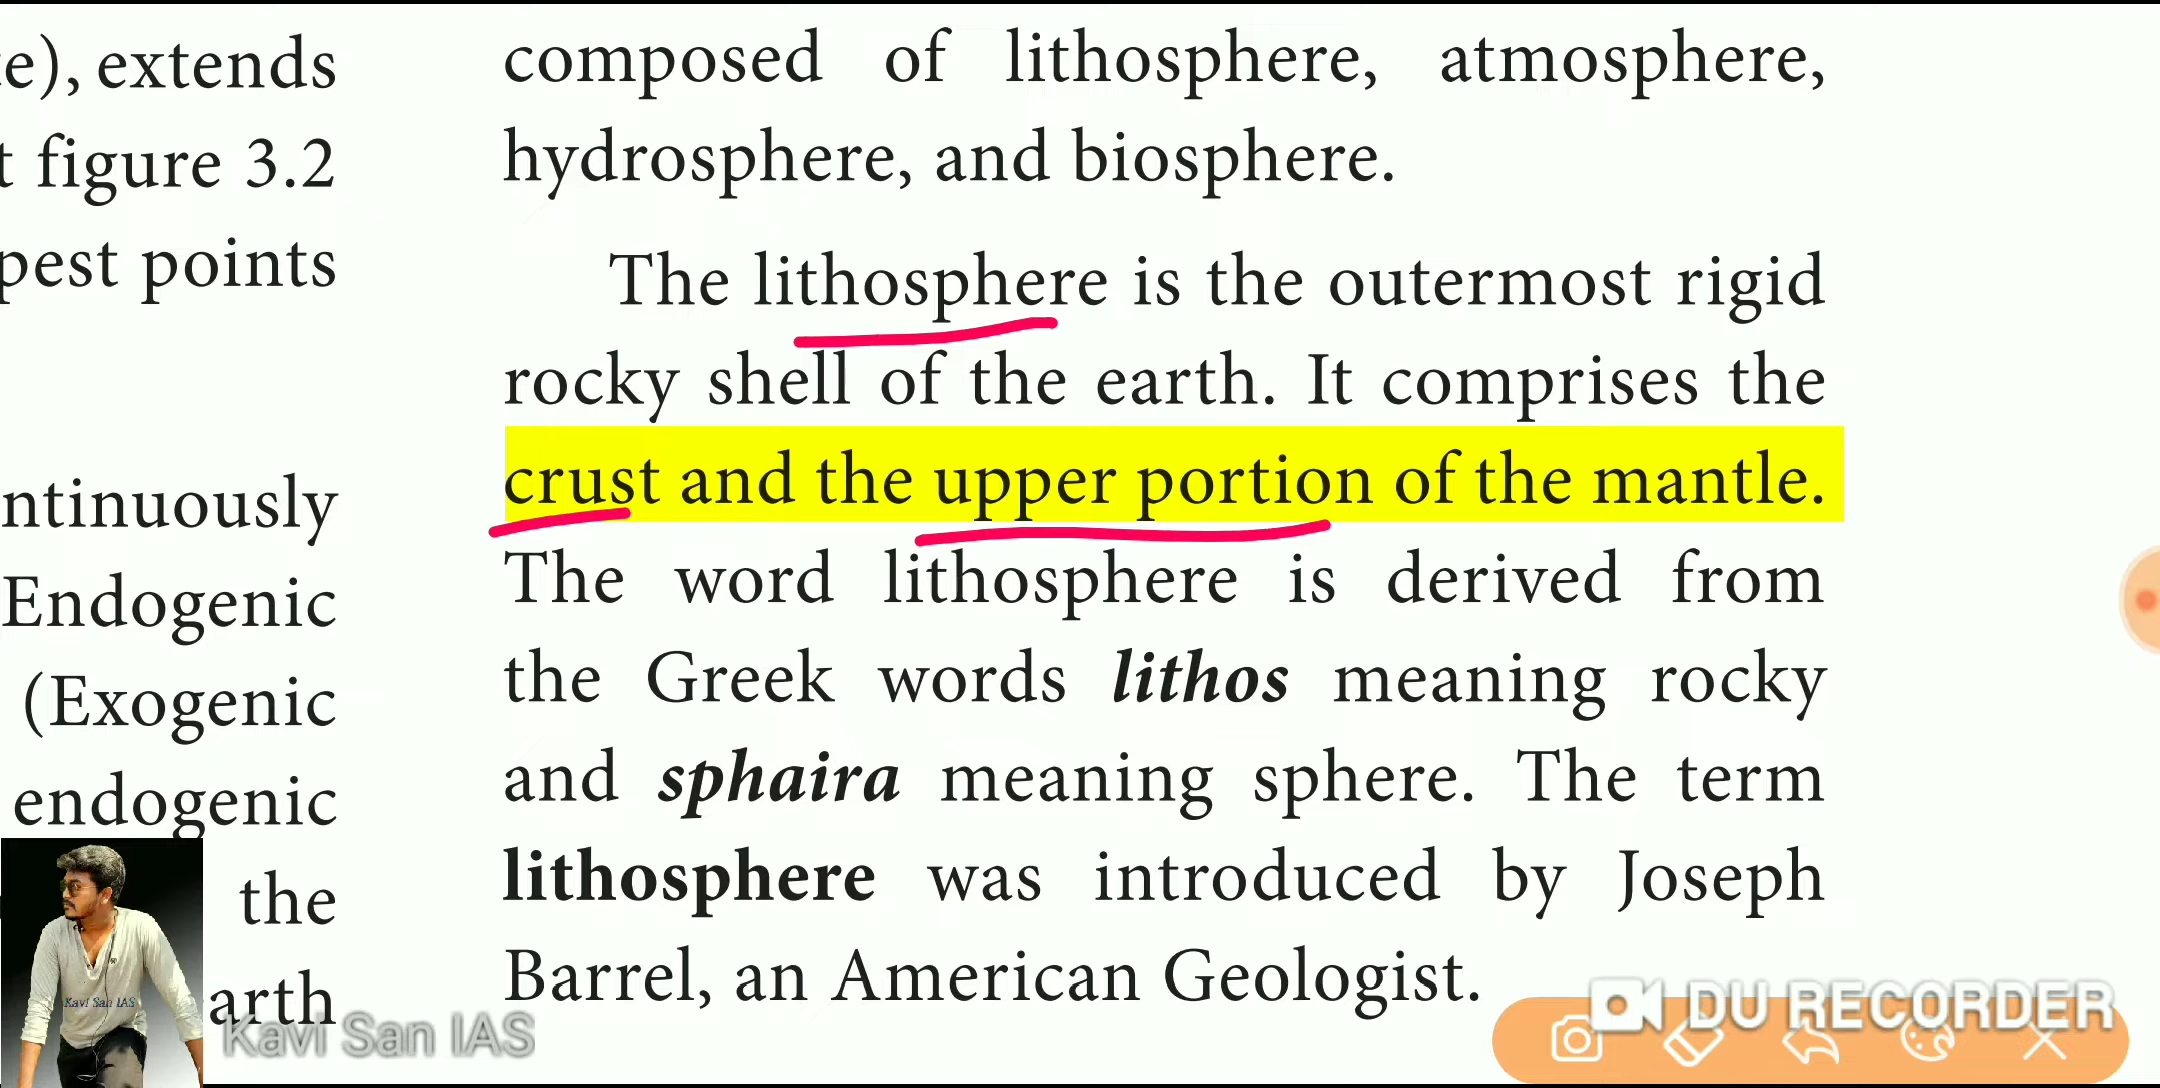 e), extends
t figure 3.2
pest points
ntinuously
Endogenic
(Exogenic
endogenic
the
arth
composed of lithosphere, atmosphere,
hydrosphere, and biosphere.
The lithosphere is the outermost rigid
rocky shell of the earth. It comprises the
crust and the upper portion of the mantle.
The word lithosphere is derived from
the Greek words lithos meaning rocky
and sphaira meaning sphere. The term
lithosphere was introduced by Joseph
Barrel, an American Geologist.
Kavi San IAS
Kavi San IAS
DU RECORDER